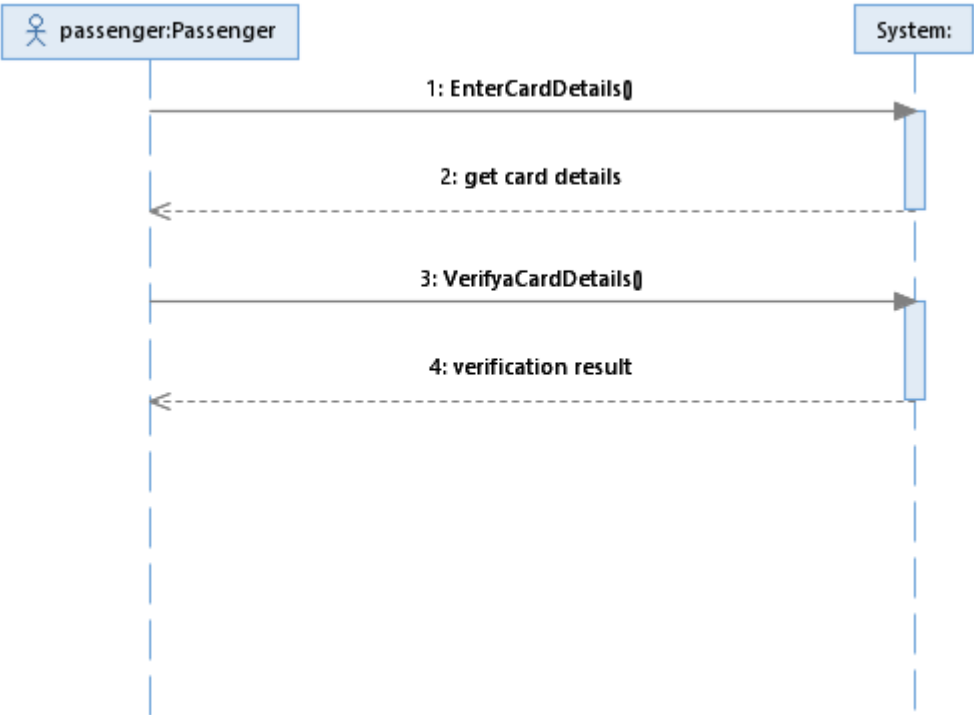 passenger:Passenger
System:
1: EnterCardDetails()
2: get card details
3: VerifyaCardDetails()
4: verification result